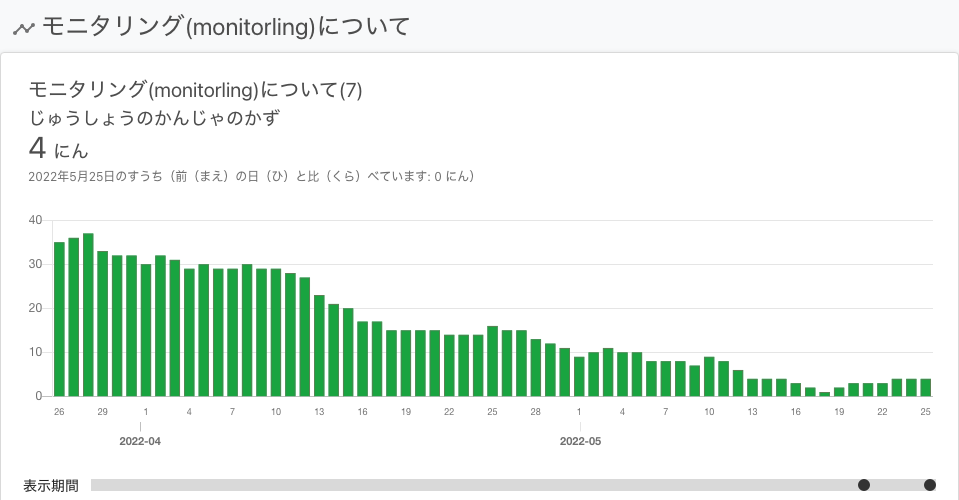 モニタリング(monitorling)について
モニタリング(monitorling)について(7)
じゅうしょうのかんじゃのかず
4 にん
2022年5月25日のすうち（前（まえ）の日（ひ）と比（くら）べています: 0 にん）
40
30
20
10
0
26 29 1 4 7 10 13 16 19 22 25 28 1 4 7 10 13 16 19 22 25
2022-04 2022-05
表示期間